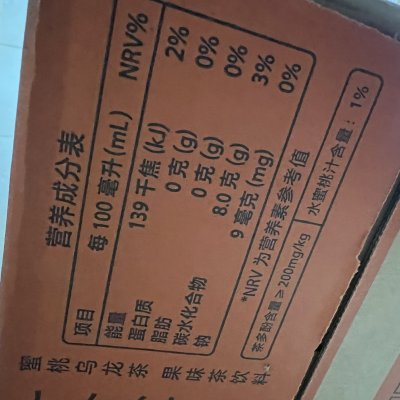 营养成分表
项目 每100毫升(mL) NRV%
能量 139千焦(kJ) 2%
蛋白质 0克(g) 0%
脂肪 0克(g) 0%
碳水化合物 8.0克(g) 3%
钠 9毫克(mg) 0%
*NRV 为营养素参考值
茶多酚含量≥200mg/kg 水蜜桃汁含量：1%
蜜桃乌龙茶 果味茶饮料